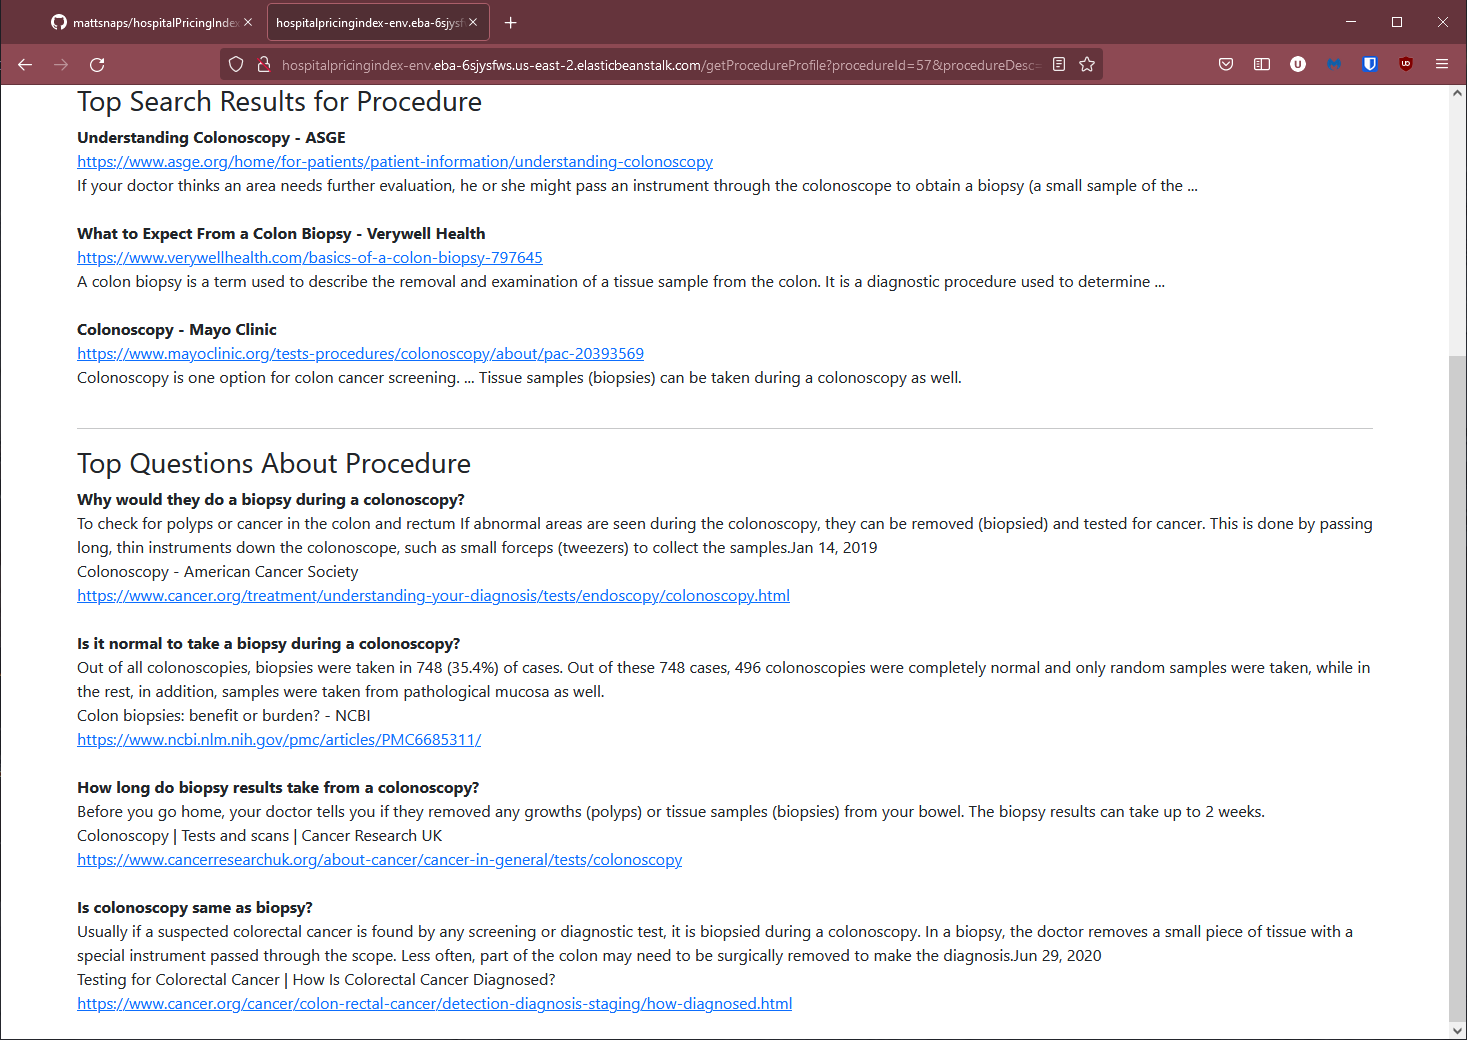 mattsnaps/hospitalPricingIndex
hospitalpricingindex-env.eba-6sjysf
hospitalpricingindex-env.eba-6sjysfws.us-east-2.elasticbeanstalk.com/getProcedureProfile?procedureId=57&procedureDesc=
Top Search Results for Procedure
Understanding Colonoscopy - ASGE
https://www.asge.org/home/for-patients/patient-information/understanding-colonoscopy
If your doctor thinks an area needs further evaluation, he or she might pass an instrument through the colonoscope to obtain a biopsy (a small sample of the ...
What to Expect From a Colon Biopsy - Verywell Health
https://www.verywellhealth.com/basics-of-a-colon-biopsy-797645
A colon biopsy is a term used to describe the removal and examination of a tissue sample from the colon. It is a diagnostic procedure used to determine ...
Colonoscopy - Mayo Clinic
https://www.mayoclinic.org/tests-procedures/colonoscopy/about/pac-20393569
Colonoscopy is one option for colon cancer screening. ... Tissue samples (biopsies) can be taken during a colonoscopy as well.
Top Questions About Procedure
Why would they do a biopsy during a colonoscopy?
To check for polyps or cancer in the colon and rectum If abnormal areas are seen during the colonoscopy, they can be removed (biopsied) and tested for cancer. This is done by passing
long, thin instruments down the colonoscope, such as small forceps (tweezers) to collect the samples.Jan 14, 2019
Colonoscopy - American Cancer Society
https://www.cancer.org/treatment/understanding-your-diagnosis/tests/endoscopy/colonoscopy.html
Is it normal to take a biopsy during a colonoscopy?
Out of all colonoscopies, biopsies were taken in 748 (35.4%) of cases. Out of these 748 cases, 496 colonoscopies were completely normal and only random samples were taken, while in
the rest, in addition, samples were taken from pathological mucosa as well.
Colon biopsies: benefit or burden? - NCBI
https://www.ncbi.nlm.nih.gov/pmc/articles/PMC6685311/
How long do biopsy results take from a colonoscopy?
Before you go home, your doctor tells you if they removed any growths (polyps) or tissue samples (biopsies) from your bowel. The biopsy results can take up to 2 weeks.
Colonoscopy | Tests and scans | Cancer Research UK
https://www.cancerresearchuk.org/about-cancer/cancer-in-general/tests/colonoscopy
Is colonoscopy same as biopsy?
Usually if a suspected colorectal cancer is found by any screening or diagnostic test, it is biopsied during a colonoscopy. In a biopsy, the doctor removes a small piece of tissue with a
special instrument passed through the scope. Less often, part of the colon may need to be surgically removed to make the diagnosis.Jun 29, 2020
Testing for Colorectal Cancer | How Is Colorectal Cancer Diagnosed?
https://www.cancer.org/cancer/colon-rectal-cancer/detection-diagnosis-staging/how-diagnosed.html